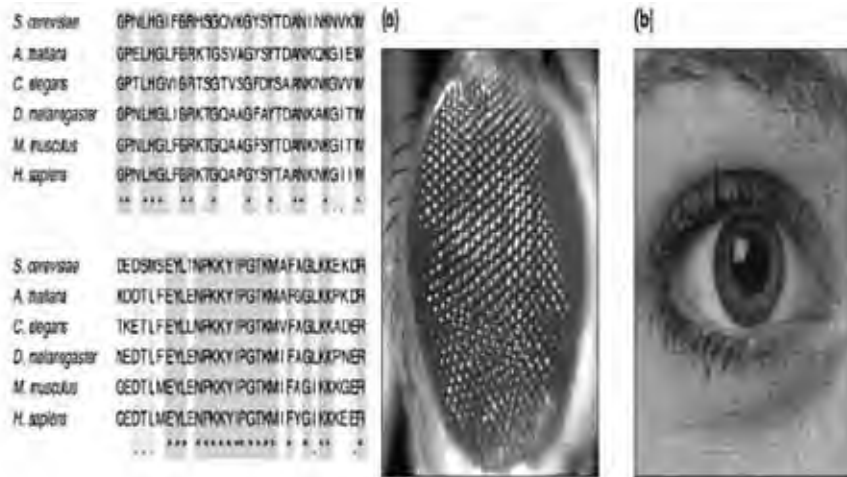 S. cerevisiae GPNLHGIFGRHSGQVKGYSYTDANINKNVKW
A. thaliana GPELHGLFGRKTGSVAGYSYTDANKQKGIEW
C. elegans GPTLHGVIGRTSGTVSGFDYSAANKNKGVVW
D. melanogaster GPNLHGLIGRKTGQAAGFAYTDANKAKGITW
M. musculus GPNLHGLFGRKTGQAAGFSYTDANKNKGITW
H. sapiens GPNLHGLFGRKTGQAPGYSYTAANKNKGIIW
S. cerevisiae DEDSMSEYLTNPKKYIPGTKMAFAGLKKEKDR
A. thaliana KDDTLFEYLENPKKYIPGTKMAFGGLKKPKDR
C. elegans TKETLFEYLLNPKKYIPGTKMVFAGLKKADER
D. melanogaster NEDTLFEYLENPKKYIPGTKMIFAGLKKPNER
M. musculus GEDTLMEYLENPKKYIPGTKMIFAGIKKKGER
H. sapiens GEDTLMEYLENPKKYIPGTKMIFVGIKKKEER
(a)
(b)